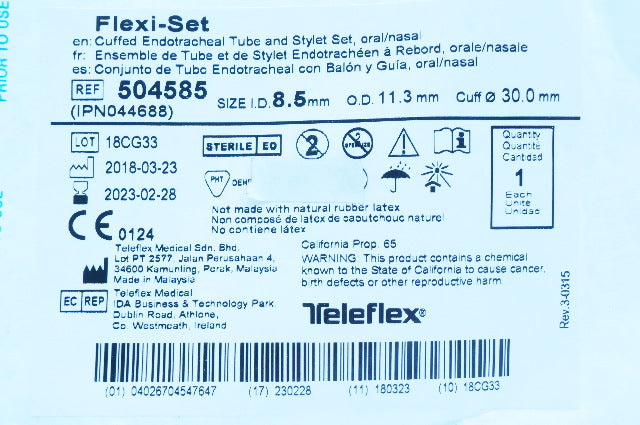 PRIOR TO USE
Flexi-Set
en: Cuffed Endotracheal Tube and Stylet Set, oral/nasal
fr: Ensemble de Tube et de Stylet Endotrachéen à Rebord, orale/nasale
es: Conjunto de Tubo Endotracheal con Balón y Guía, oral/nasal
REF 504585
(IPN044688)
SIZE I.D. 8.5mm O.D. 11.3 mm Cuff Ø 30.0 mm
LOT 18CG33
2018-03-23
2023-02-28
STERILE EO
2
PHT DEHP
Quantity
Quantité
Cantidad
1
Each
Unité
Unidad
Not made with natural rubber latex
Non composé de latex de caoutchouc naturel
No contiene látex
CE 0124
Teleflex Medical Sdn. Bhd.
Lot PT 2577, Jalan Perusahaan 4,
34600 Kamunting, Perak, Malaysia
Made in Malaysia
EC REP
Teleflex Medical
IDA Business & Technology Park
Dublin Road, Athlone,
Co. Westmeath, Ireland
California Prop. 65
WARNING: This product contains a chemical
known to the State of California to cause cancer,
birth defects or other reproductive harm
Teleflex®
Rev.3-0315
(01) 04026704547647 (17) 230228 (11) 180323 (10) 18CG33